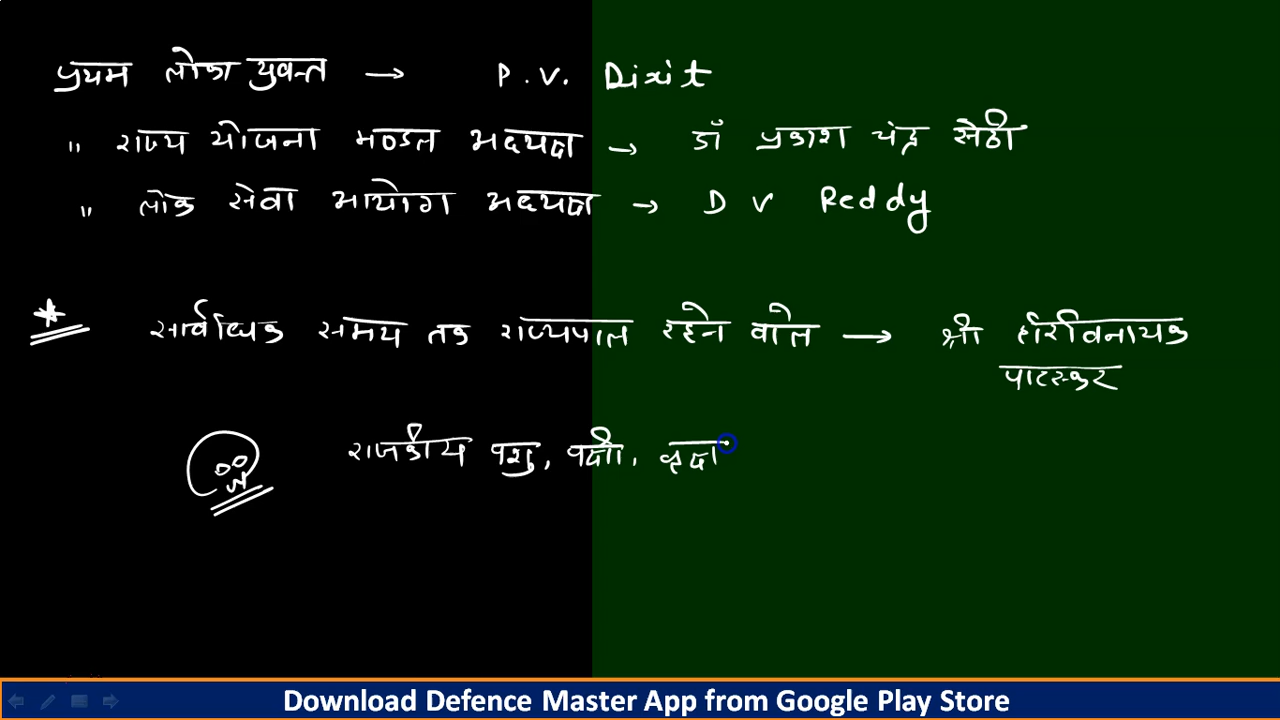 प्रथम लोकायुक्त → P.V. Dixit
" राज्य योजना मण्डल अध्यक्ष → डॉ प्रकाश चंद्र सेठी
" लोक सेवा आयोग अध्यक्ष → D V Reddy
* सार्वधिक समय तक राज्यपाल रहने वाले → श्री हरिविनायक
पाटस्कर
राजकीय पशु, पक्षी, वृक्ष
Download Defence Master App from Google Play Store